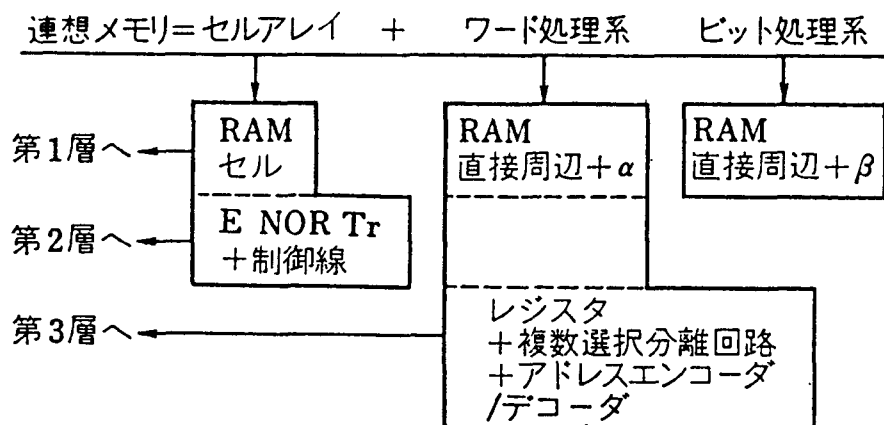 連想メモリ=セルアレイ + ワード処理系 ビット処理系
第1層へ
RAM
セル
RAM
直接周辺+α
RAM
直接周辺+β
第2層へ
E NOR Tr
+制御線
第3層へ
レジスタ
+複数選択分離回路
+アドレスエンコーダ
/デコーダ